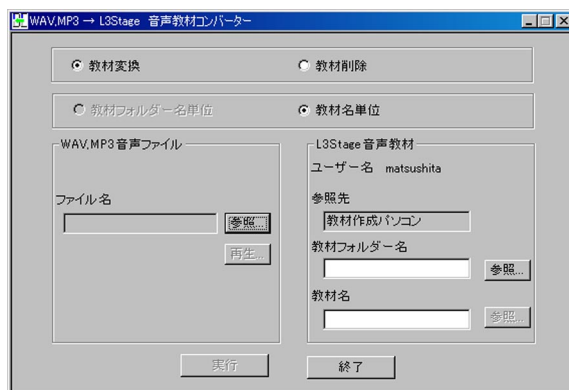 WAV,MP3 → L3Stage 音声教材コンバーター
教材変換 教材削除
教材フォルダー名単位 教材名単位
WAV,MP3音声ファイル
ファイル名
参照...
再生...
L3Stage音声教材
ユーザー名 matsushita
参照先
教材作成パソコン
教材フォルダー名
参照...
教材名
参照...
実行 終了